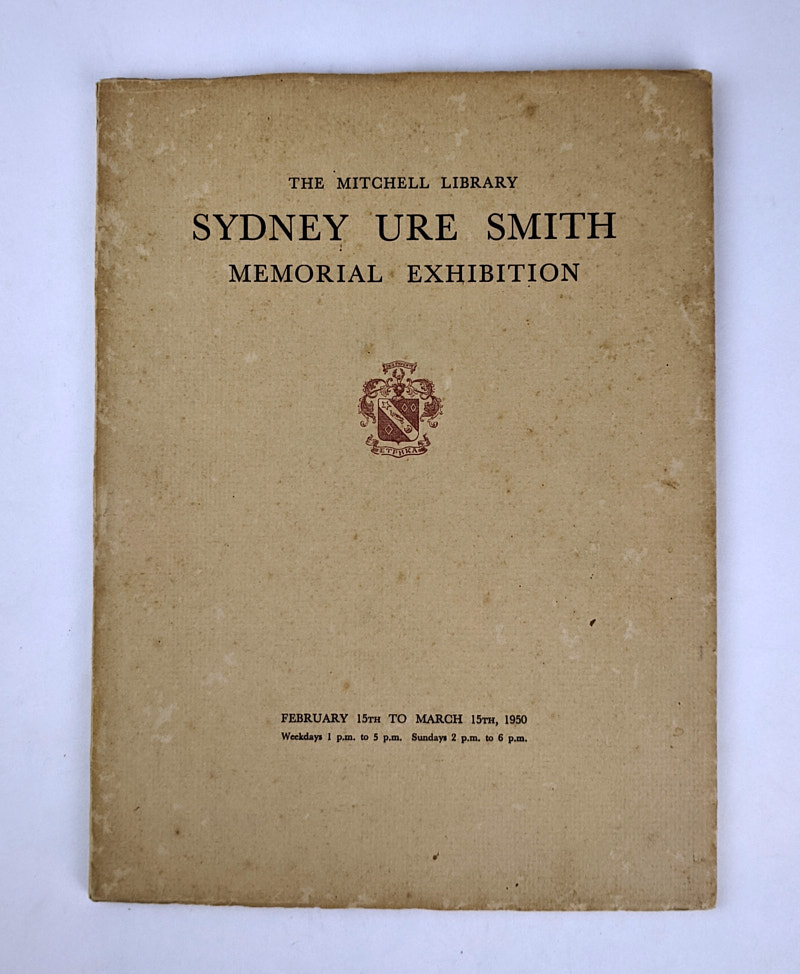 THE MITCHELL LIBRARY
SYDNEY URE SMITH
MEMORIAL EXHIBITION
FEBRUARY 15TH TO MARCH 15TH, 1950
Weekdays 1 p.m. to 5 p.m. Sundays 2 p.m. to 6 p.m.